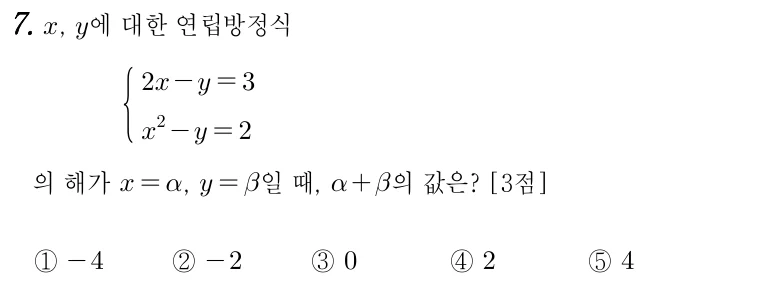 7. x, y에 대한 연립방정식
2x-y=3
x²-y=2
의 해가 x=α, y=β일 때, α+β의 값은? [3점]
① -4 ② -2 ③ 0 ④ 2 ⑤ 4